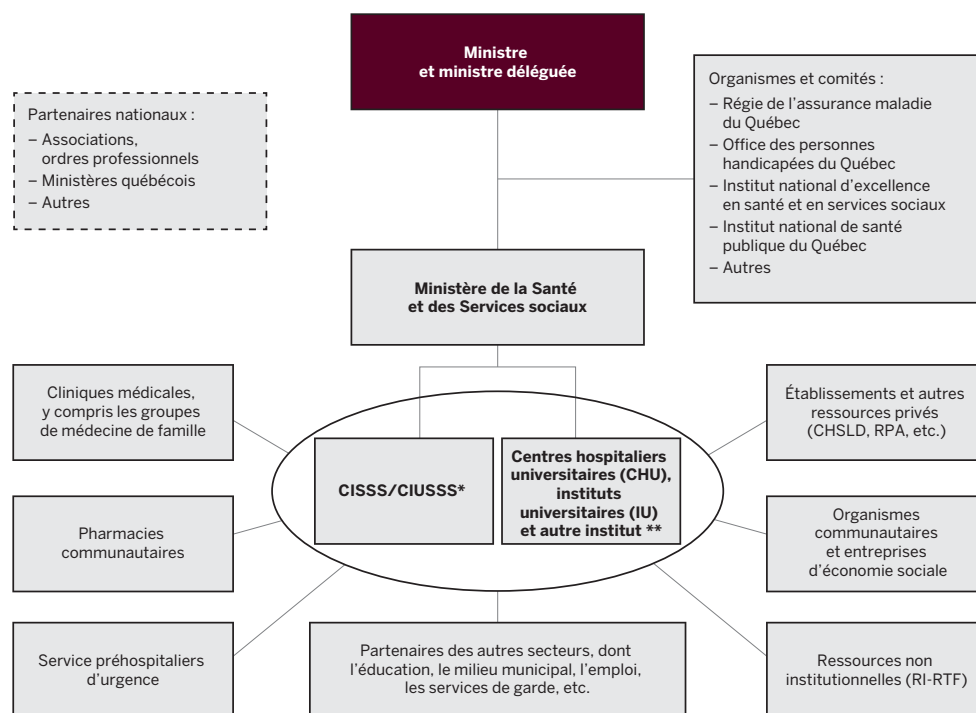 Ministre
et ministre déléguée
Partenaires nationaux :
– Associations,
ordres professionnels
– Ministères québécois
– Autres
Organismes et comités :
– Régie de l'assurance maladie
du Québec
– Office des personnes
handicapées du Québec
– Institut national d'excellence
en santé et en services sociaux
– Institut national de santé
publique du Québec
– Autres
Ministère de la Santé
et des Services sociaux
Cliniques médicales,
y compris les groupes
de médecine de famille
Établissements et autres
ressources privés
(CHSLD, RPA, etc.)
CISSS/CIUSSS*
Centres hospitaliers
universitaires (CHU),
instituts
universitaires (IU)
et autre institut **
Pharmacies
communautaires
Organismes
communautaires
et entreprises
d'économie sociale
Service préhospitaliers
d'urgence
Partenaires des autres secteurs, dont
l'éducation, le milieu municipal, l'emploi,
les services de garde, etc.
Ressources non
institutionnelles (RI-RTF)